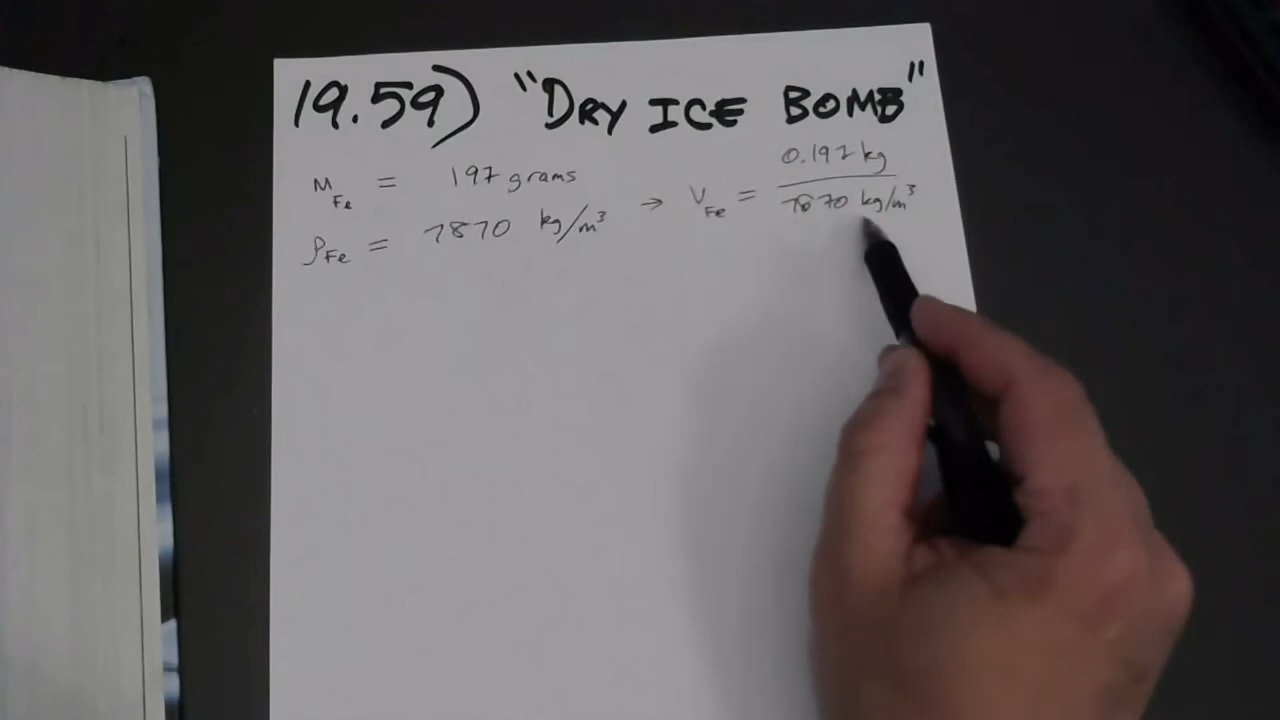 19.59) "DRY ICE BOMB"
M_Fe = 197 grams
ρ_Fe = 7870 kg/m³ → V_Fe = 0.197 kg / 7870 kg/m³